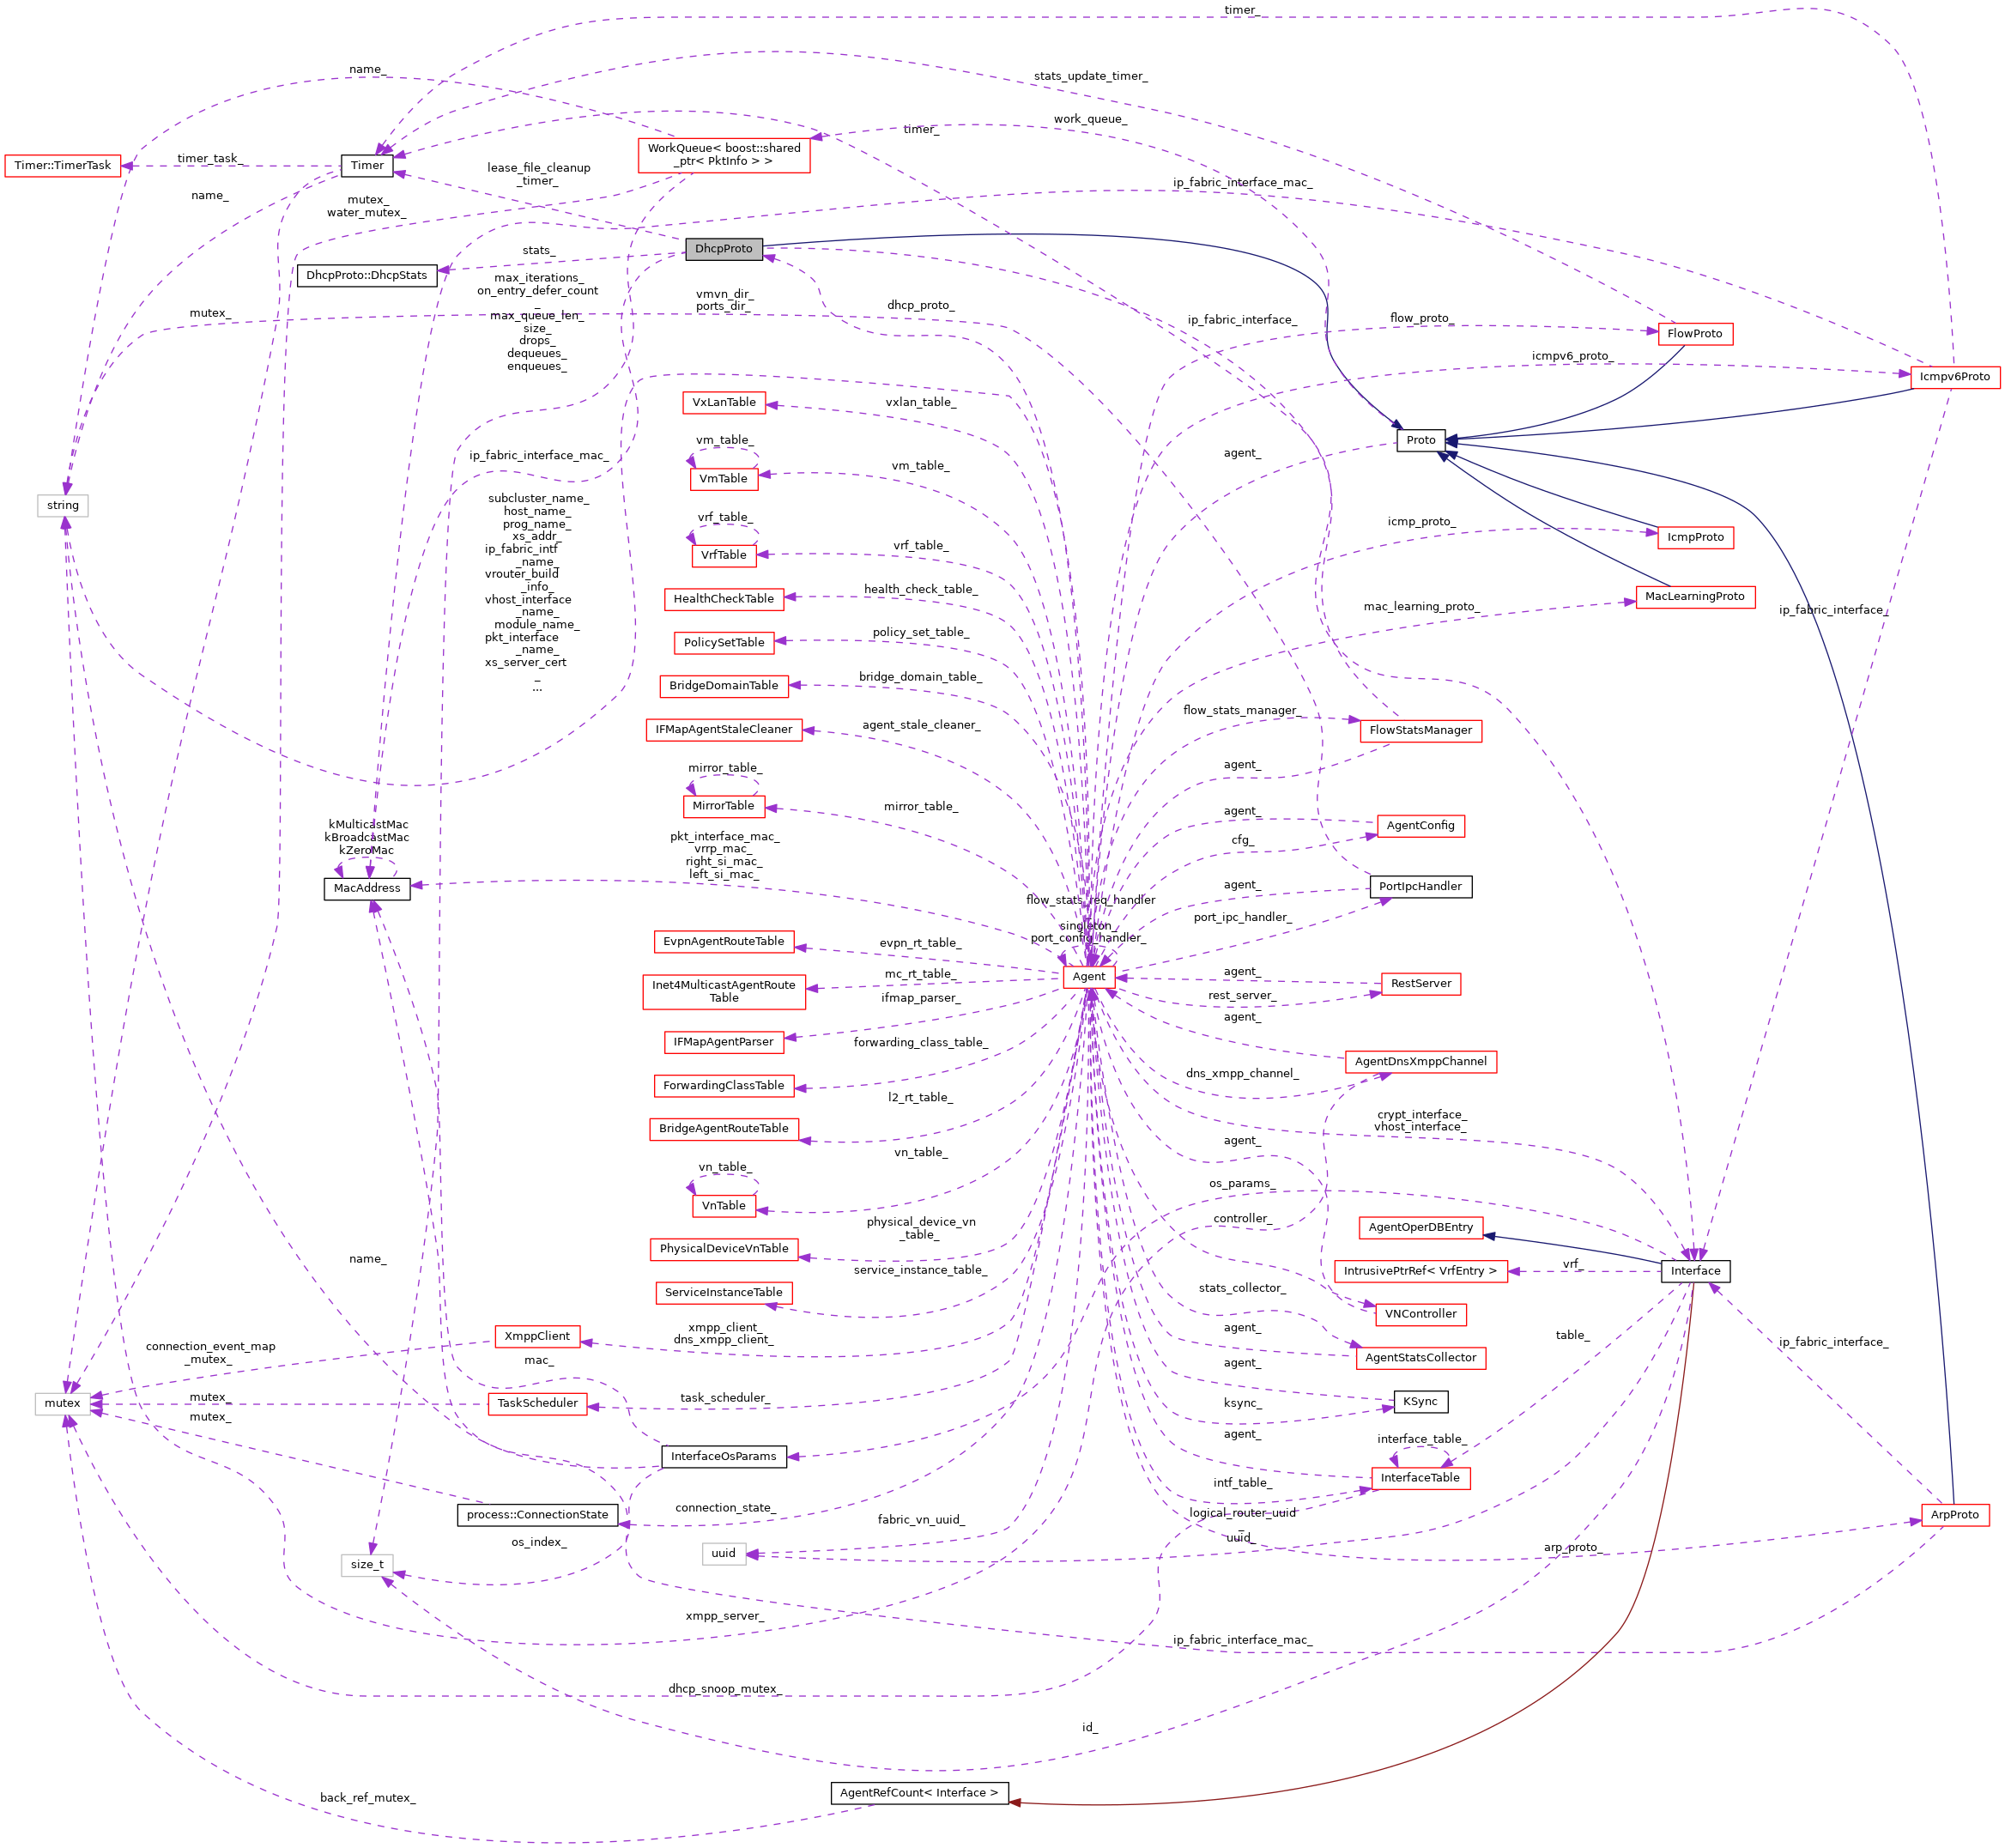 timer_
name_
stats_update_timer_
work_queue_
timer_
WorkQueue< boost::shared
_ptr< PktInfo > >
Timer::TimerTask
timer_task_
Timer
lease_file_cleanup
_timer_
ip_fabric_interface_mac_
name_
mutex_
water_mutex_
DhcpProto
stats_
DhcpProto::DhcpStats
max_iterations_
on_entry_defer_count
_
max_queue_len_
size_
drops_
dequeues_
enqueues_
vmvn_dir_
ports_dir_
dhcp_proto_
mutex_
ip_fabric_interface_
flow_proto_
FlowProto
icmpv6_proto_
Icmpv6Proto
VxLanTable
vxlan_table_
vm_table_
Proto
agent_
ip_fabric_interface_mac_
vm_table_
VmTable
string
subcluster_name_
host_name_
prog_name_
xs_addr_
ip_fabric_intf
_name_
vrouter_build
_info_
vhost_interface
_name_
module_name_
pkt_interface
_name_
xs_server_cert
_
...
vrf_table_
icmp_proto_
IcmpProto
vrf_table_
VrfTable
health_check_table_
HealthCheckTable
MacLearningProto
mac_learning_proto_
ip_fabric_interface_
policy_set_table_
PolicySetTable
bridge_domain_table_
BridgeDomainTable
flow_stats_manager_
IFMapAgentStaleCleaner
agent_stale_cleaner_
FlowStatsManager
mirror_table_
agent_
MirrorTable
mirror_table_
agent_
AgentConfig
kMulticastMac
kBroadcastMac
kZeroMac
cfg_
pkt_interface_mac_
vrrp_mac_
right_si_mac_
left_si_mac_
MacAddress
agent_
PortIpcHandler
flow_stats_req_handler
_
singleton_
port_config_handler_
port_ipc_handler_
EvpnAgentRouteTable
evpn_rt_table_
Agent
agent_
mc_rt_table_
Inet4MulticastAgentRoute
Table
RestServer
ifmap_parser_
rest_server_
agent_
IFMapAgentParser
forwarding_class_table_
AgentDnsXmppChannel
dns_xmpp_channel_
ForwardingClassTable
l2_rt_table_
crypt_interface_
vhost_interface_
BridgeAgentRouteTable
agent_
vn_table_
vn_table_
os_params_
VnTable
physical_device_vn
_table_
controller_
AgentOperDBEntry
PhysicalDeviceVnTable
name_
service_instance_table_
vrf_
IntrusivePtrRef< VrfEntry >
Interface
ServiceInstanceTable
stats_collector_
VNController
xmpp_client_
dns_xmpp_client_
XmppClient
agent_
table_
ip_fabric_interface_
connection_event_map
_mutex_
mac_
agent_
AgentStatsCollector
mutex
mutex_
TaskScheduler
task_scheduler_
ksync_
KSync
mutex_
agent_
interface_table_
InterfaceOsParams
InterfaceTable
intf_table_
process::ConnectionState
connection_state_
logical_router_uuid
_
uuid_
ArpProto
fabric_vn_uuid_
os_index_
uuid
arp_proto_
size_t
xmpp_server_
ip_fabric_interface_mac_
dhcp_snoop_mutex_
id_
AgentRefCount< Interface >
back_ref_mutex_